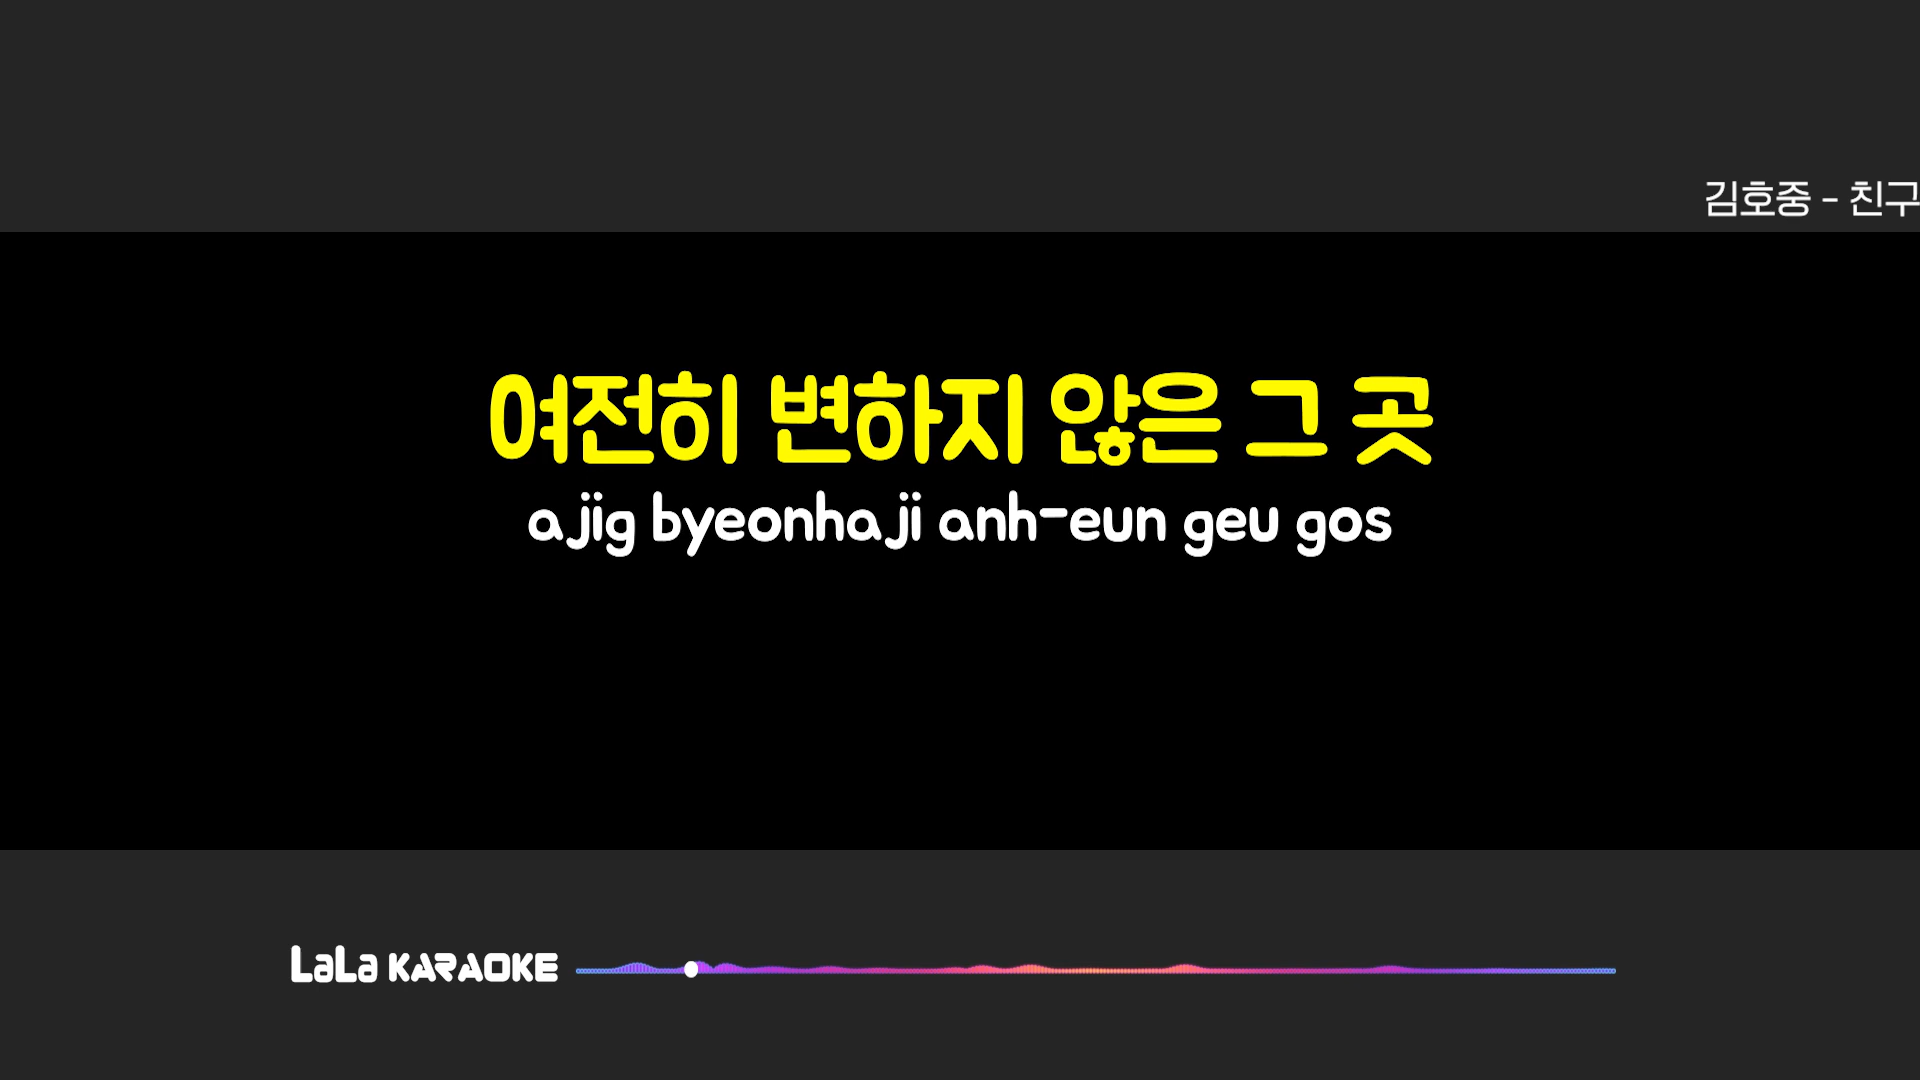 김호중 - 친구
여전히 변하지 않은 그 곳
ajig byeonhaji anh-eun geu gos
LaLa KARAOKE